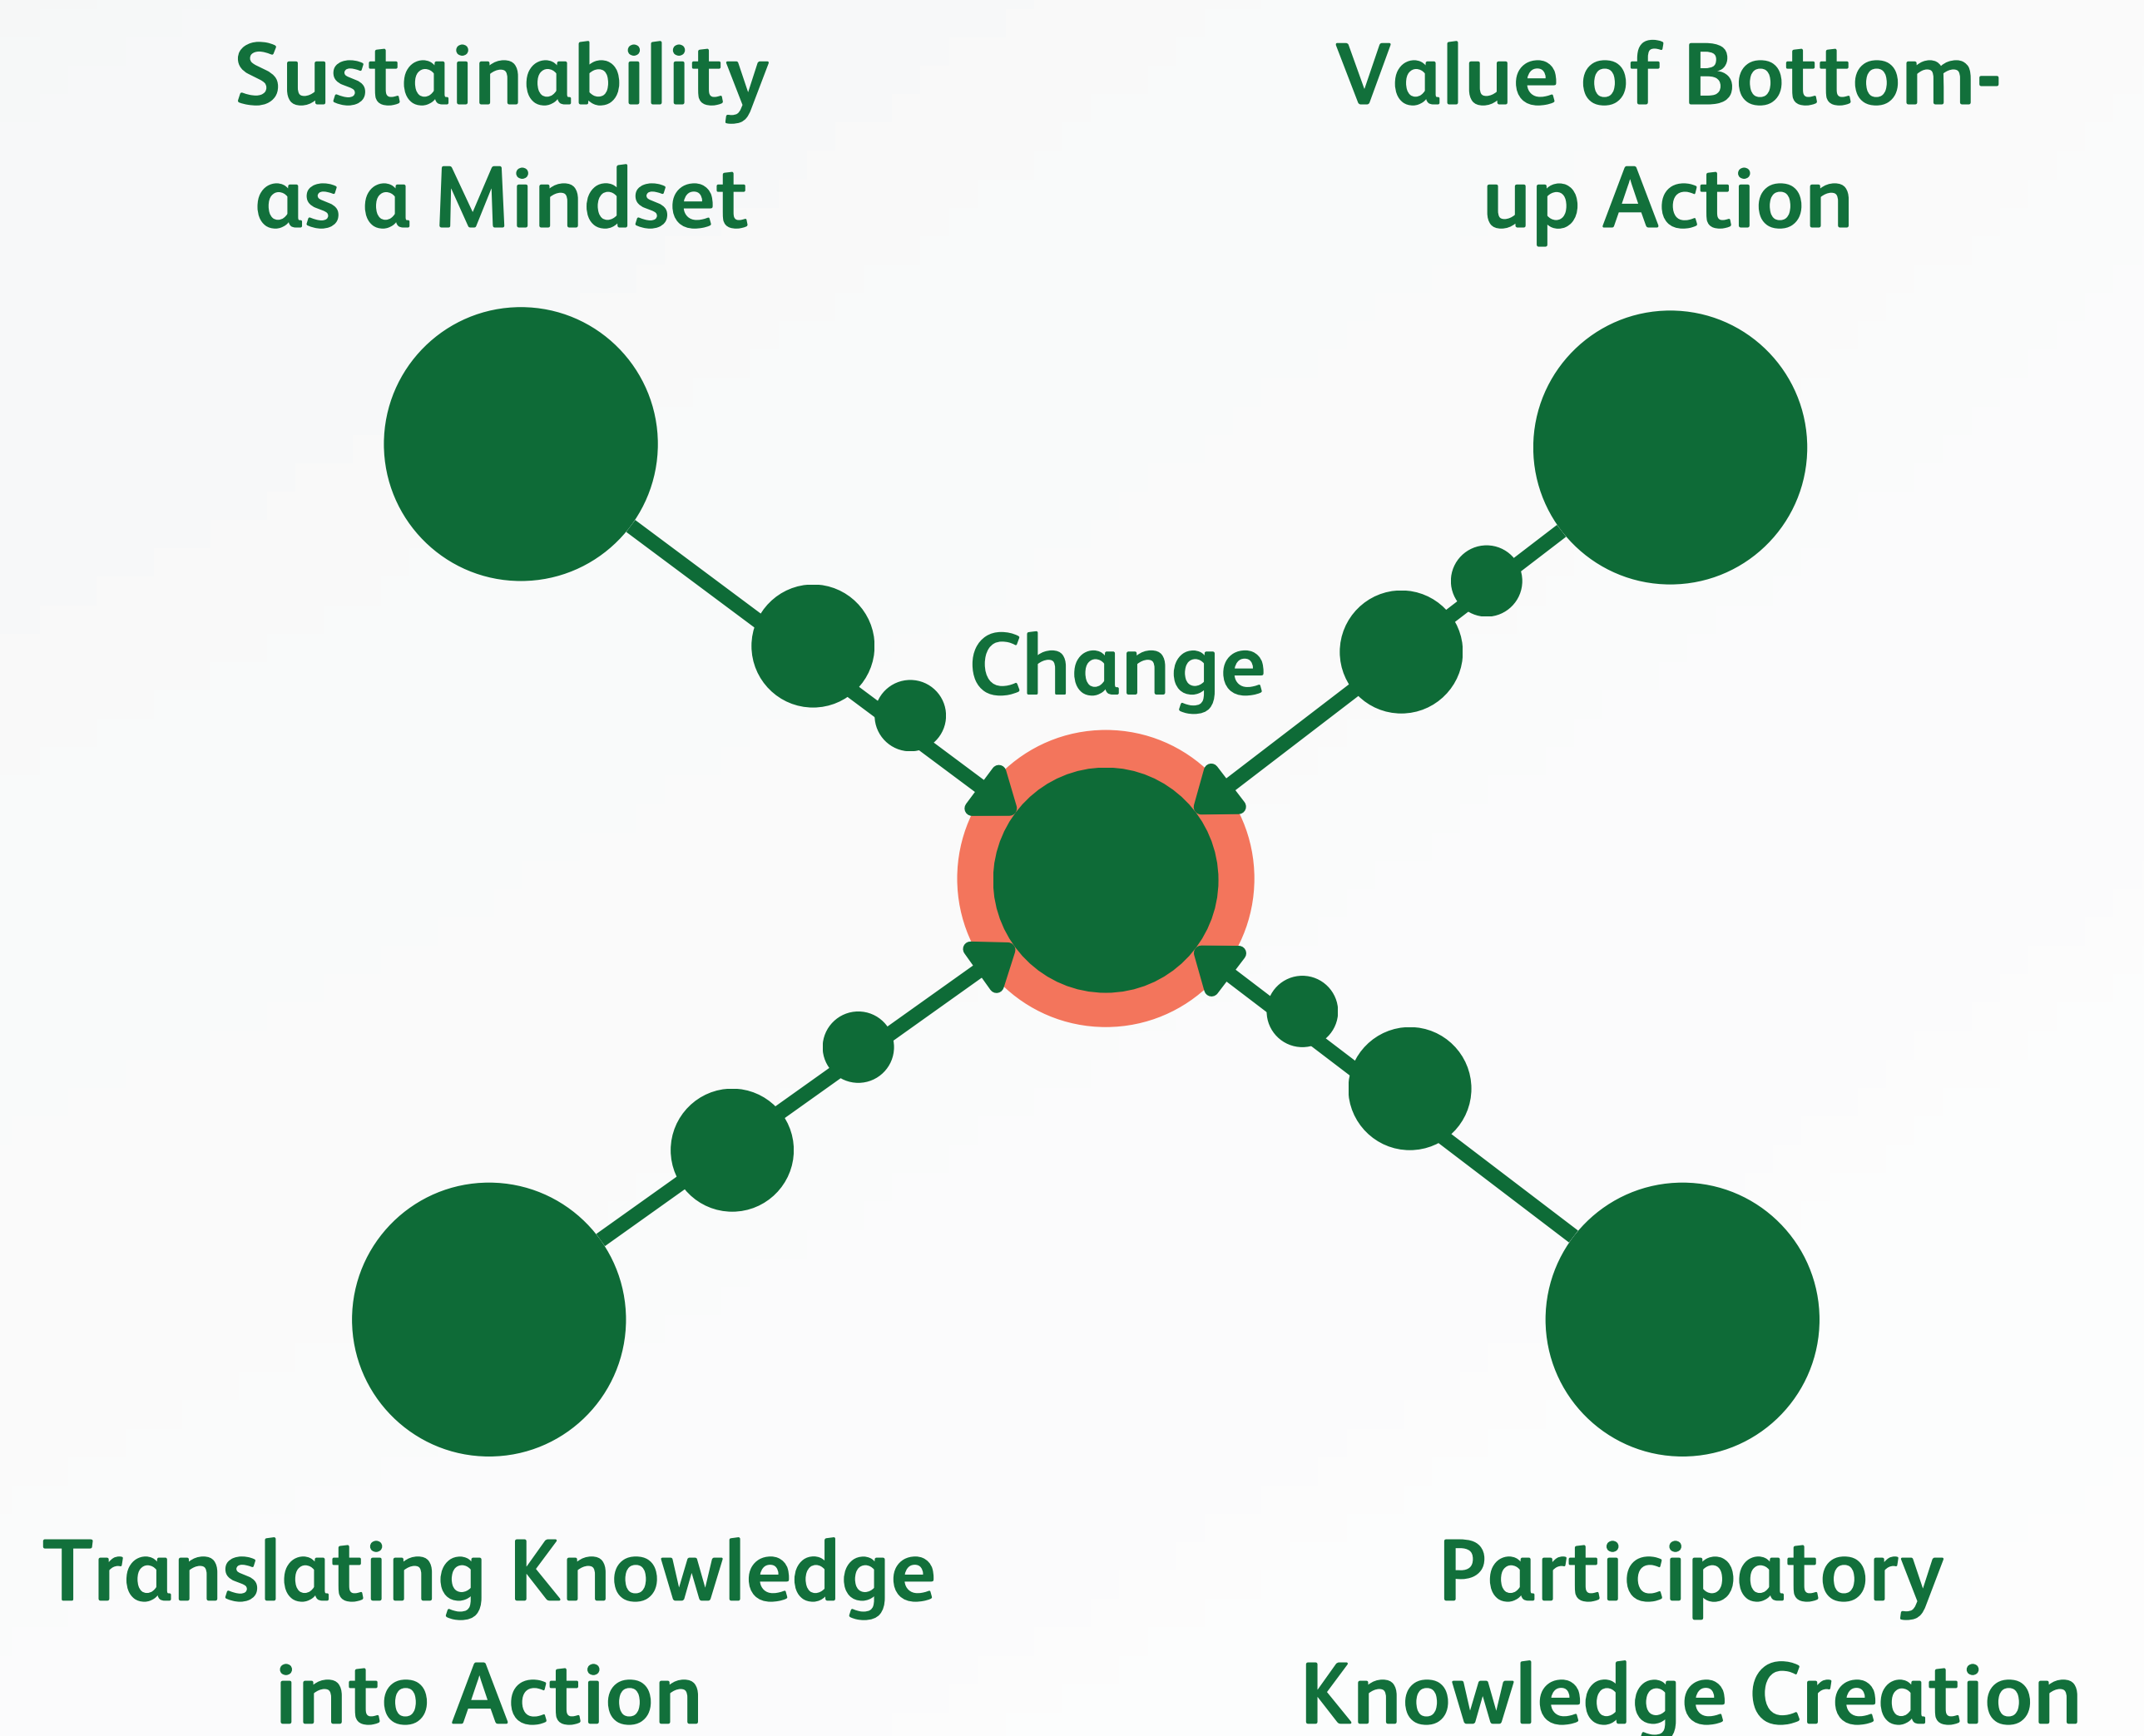 Sustainability
as a Mindset
Value of Bottom-
up Action
Change
Translating Knowledge
into Action
Participatory
Knowledge Creation